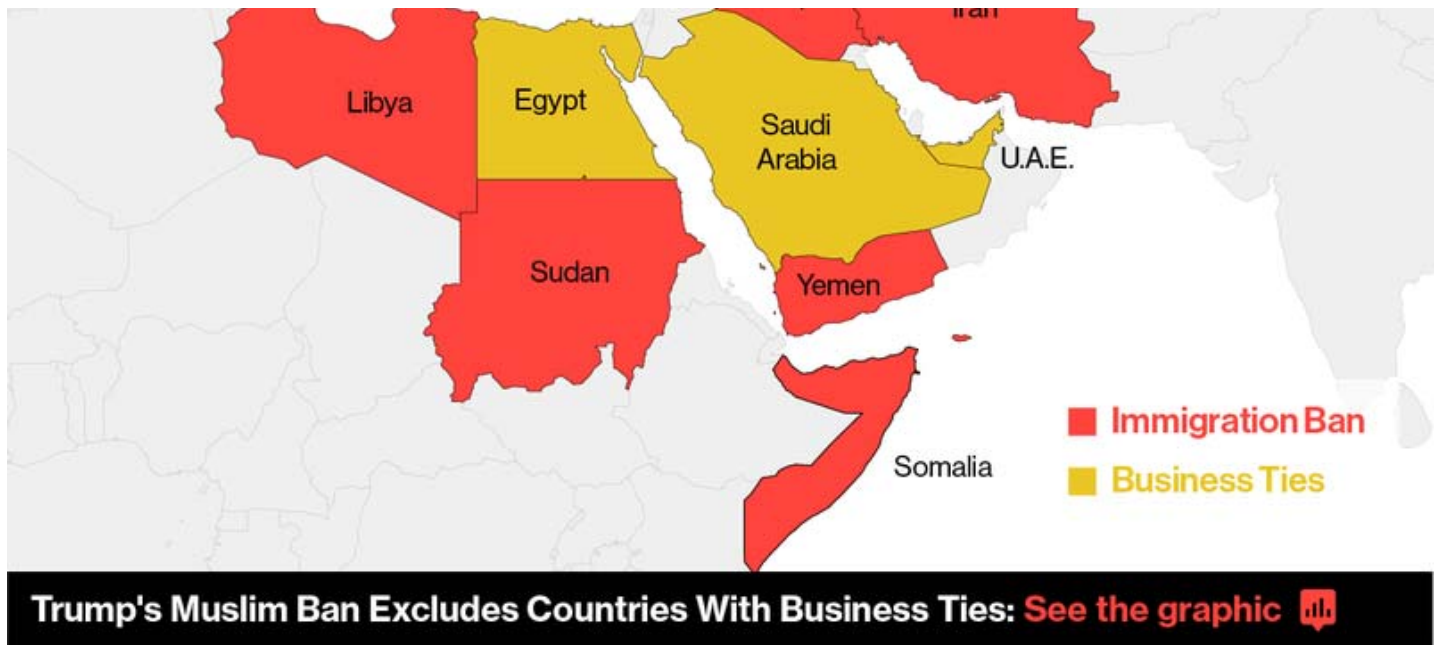 Iran
Libya
Egypt
Saudi
Arabia
U.A.E.
Sudan
Yemen
Immigration Ban
Somalia
Business Ties
Trump's Muslim Ban Excludes Countries With Business Ties: See the graphic